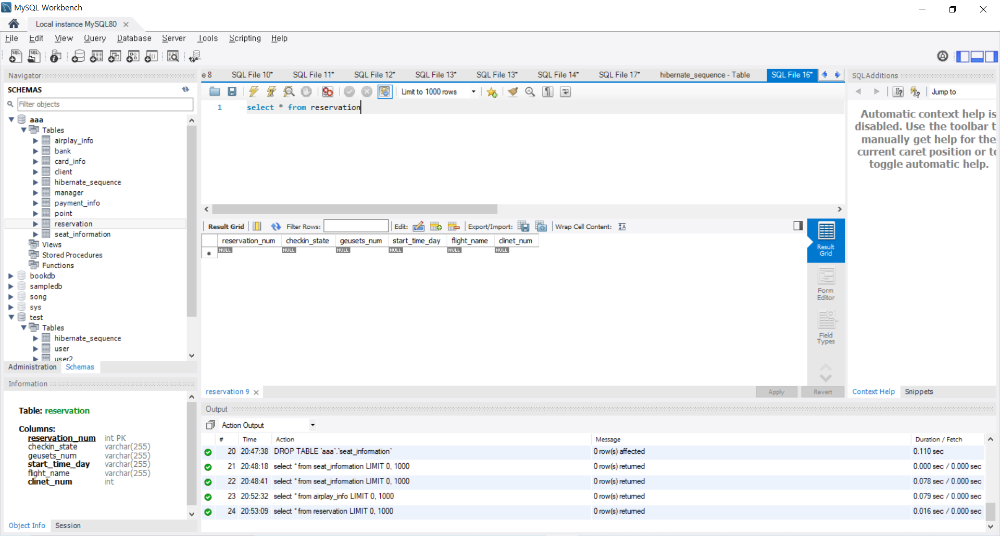 MySQL Workbench
Local instance MySQL80
File Edit View Query Database Server Tools Scripting Help
Navigator
SCHEMAS
Filter objects
aaa
Tables
airplay_info
bank
card_info
client
hibernate_sequence
manager
payment_info
point
reservation
seat_information
Views
Stored Procedures
Functions
bookdb
sampledb
song
sys
test
Tables
hibernate_sequence
user
user2
Administration Schemas
Information
Table: reservation
Columns:
reservation_num int PK
checkin_state varchar(255)
geusets_num varchar(255)
start_time_day varchar(255)
flight_name varchar(255)
clinet_num int
Object Info Session
e 8 SQL File 10* SQL File 11* SQL File 12* SQL File 13* SQL File 13* SQL File 14* SQL File 17* hibernate_sequence - Table SQL File 16*
Limit to 1000 rows
1 select * from reservation
Result Grid Filter Rows: Edit: Export/Import: Wrap Cell Content:
reservation_num checkin_state geusets_num start_time_day flight_name clinet_num
NULL NULL NULL NULL NULL NULL
Result Grid
Form Editor
Field Types
reservation 9 Apply Revert
Output
Action Output
# Time Action Message Duration / Fetch
20 20:47:38 DROP TABLE `aaa`.`seat_information` 0 row(s) affected 0.110 sec
21 20:48:18 select * from seat_information LIMIT 0, 1000 0 row(s) returned 0.000 sec / 0.000 sec
22 20:48:41 select * from seat_information LIMIT 0, 1000 0 row(s) returned 0.078 sec / 0.000 sec
23 20:52:32 select * from airplay_info LIMIT 0, 1000 0 row(s) returned 0.079 sec / 0.000 sec
24 20:53:09 select * from reservation LIMIT 0, 1000 0 row(s) returned 0.016 sec / 0.000 sec
SQLAdditions
Jump to
Automatic context help is
disabled. Use the toolbar t
manually get help for the
current caret position or to
toggle automatic help.
Context Help Snippets